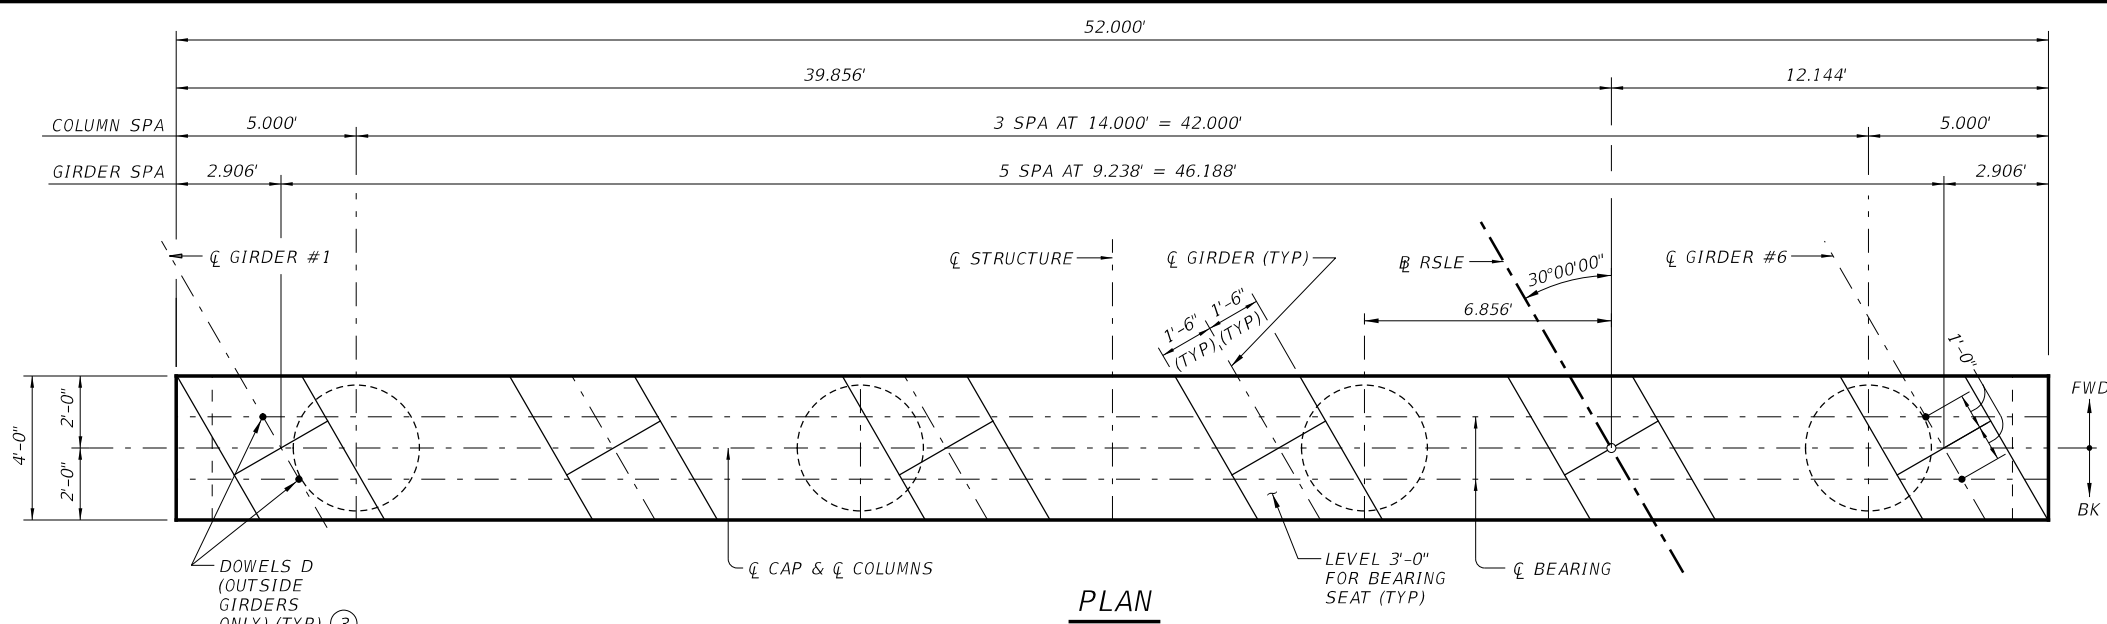 52.000'
39.856'
12.144'
COLUMN SPA
5.000'
3 SPA AT 14.000' = 42.000'
5.000'
GIRDER SPA
2.906'
5 SPA AT 9.238' = 46.188'
2.906'
℄ GIRDER #1
℄ STRUCTURE
℄ GIRDER (TYP)
RSLE
30°00'00"
℄ GIRDER #6
6.856'
1'-6"
(TYP)
1'-6"
(TYP)
1'-0"
4'-0"
2'-0"
2'-0"
FWD
BK
DOWELS D
(OUTSIDE
GIRDERS
ONLY) (TYP) 3
℄ CAP & ℄ COLUMNS
LEVEL 3'-0"
FOR BEARING
SEAT (TYP)
℄ BEARING
PLAN